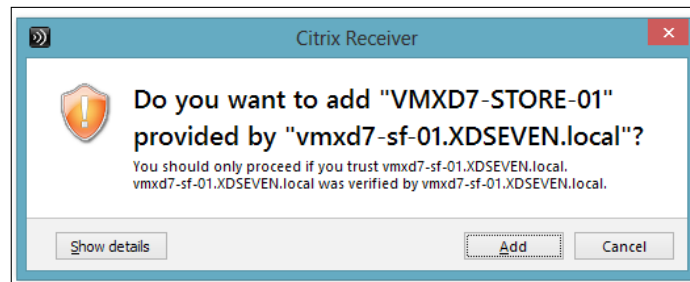 Citrix Receiver
Do you want to add "VMXD7-STORE-01"
provided by "vmxd7-sf-01.XDSEVEN.local"?
You should only proceed if you trust vmxd7-sf-01.XDSEVEN.local.
vmxd7-sf-01.XDSEVEN.local was verified by vmxd7-sf-01.XDSEVEN.local.
Show details Add Cancel